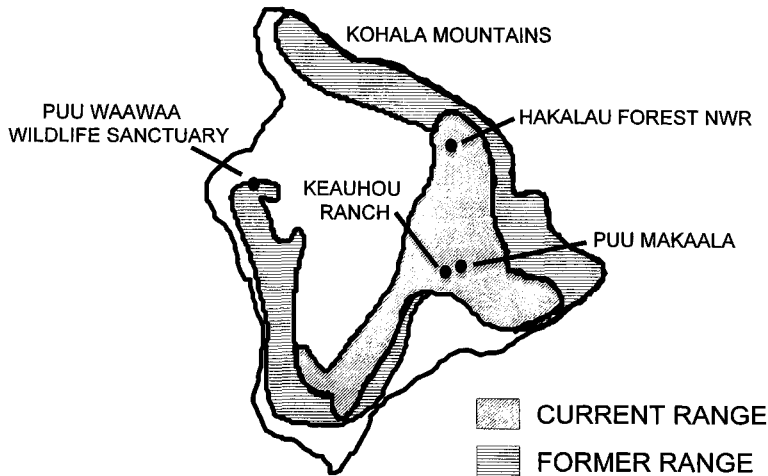 KOHALA MOUNTAINS
PUU WAAWAA
WILDLIFE SANCTUARY
HAKALAU FOREST NWR
KEAUHOU
RANCH
PUU MAKAALA
CURRENT RANGE
FORMER RANGE